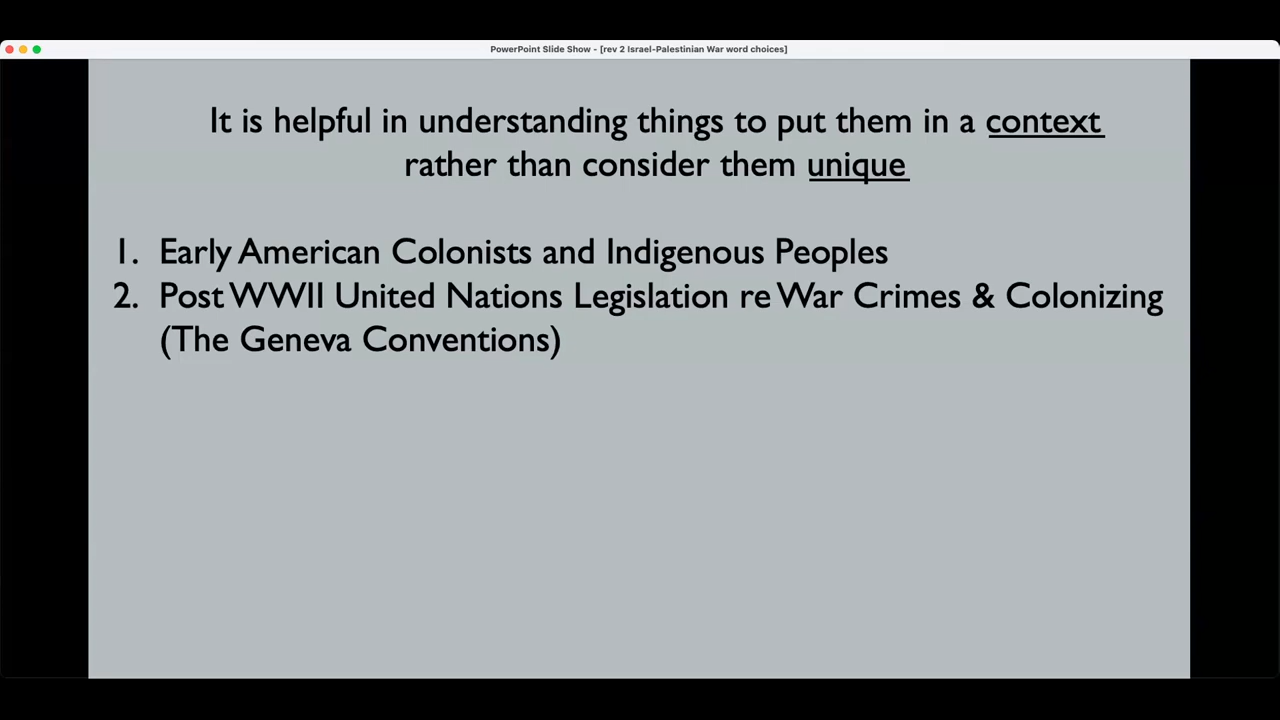 PowerPoint Slide Show - [rev 2 Israel-Palestinian War word choices]
It is helpful in understanding things to put them in a context
rather than consider them unique
1. Early American Colonists and Indigenous Peoples
2. Post WWII United Nations Legislation re War Crimes & Colonizing
(The Geneva Conventions)